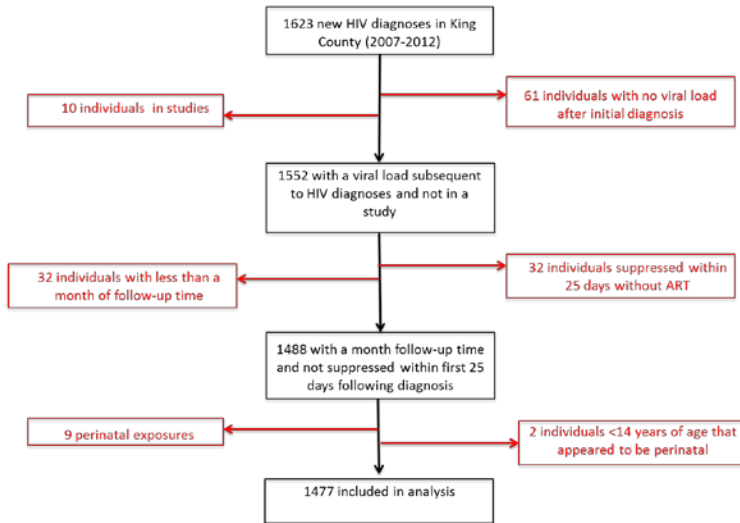 1623 new HIV diagnoses in King
County (2007-2012)
10 individuals in studies
61 individuals with no viral load
after initial diagnosis
1552 with a viral load subsequent
to HIV diagnoses and not in a
study
32 individuals with less than a
month of follow-up time
32 individuals suppressed within
25 days without ART
1488 with a month follow-up time
and not suppressed within first 25
days following diagnosis
9 perinatal exposures
2 individuals <14 years of age that
appeared to be perinatal
1477 included in analysis